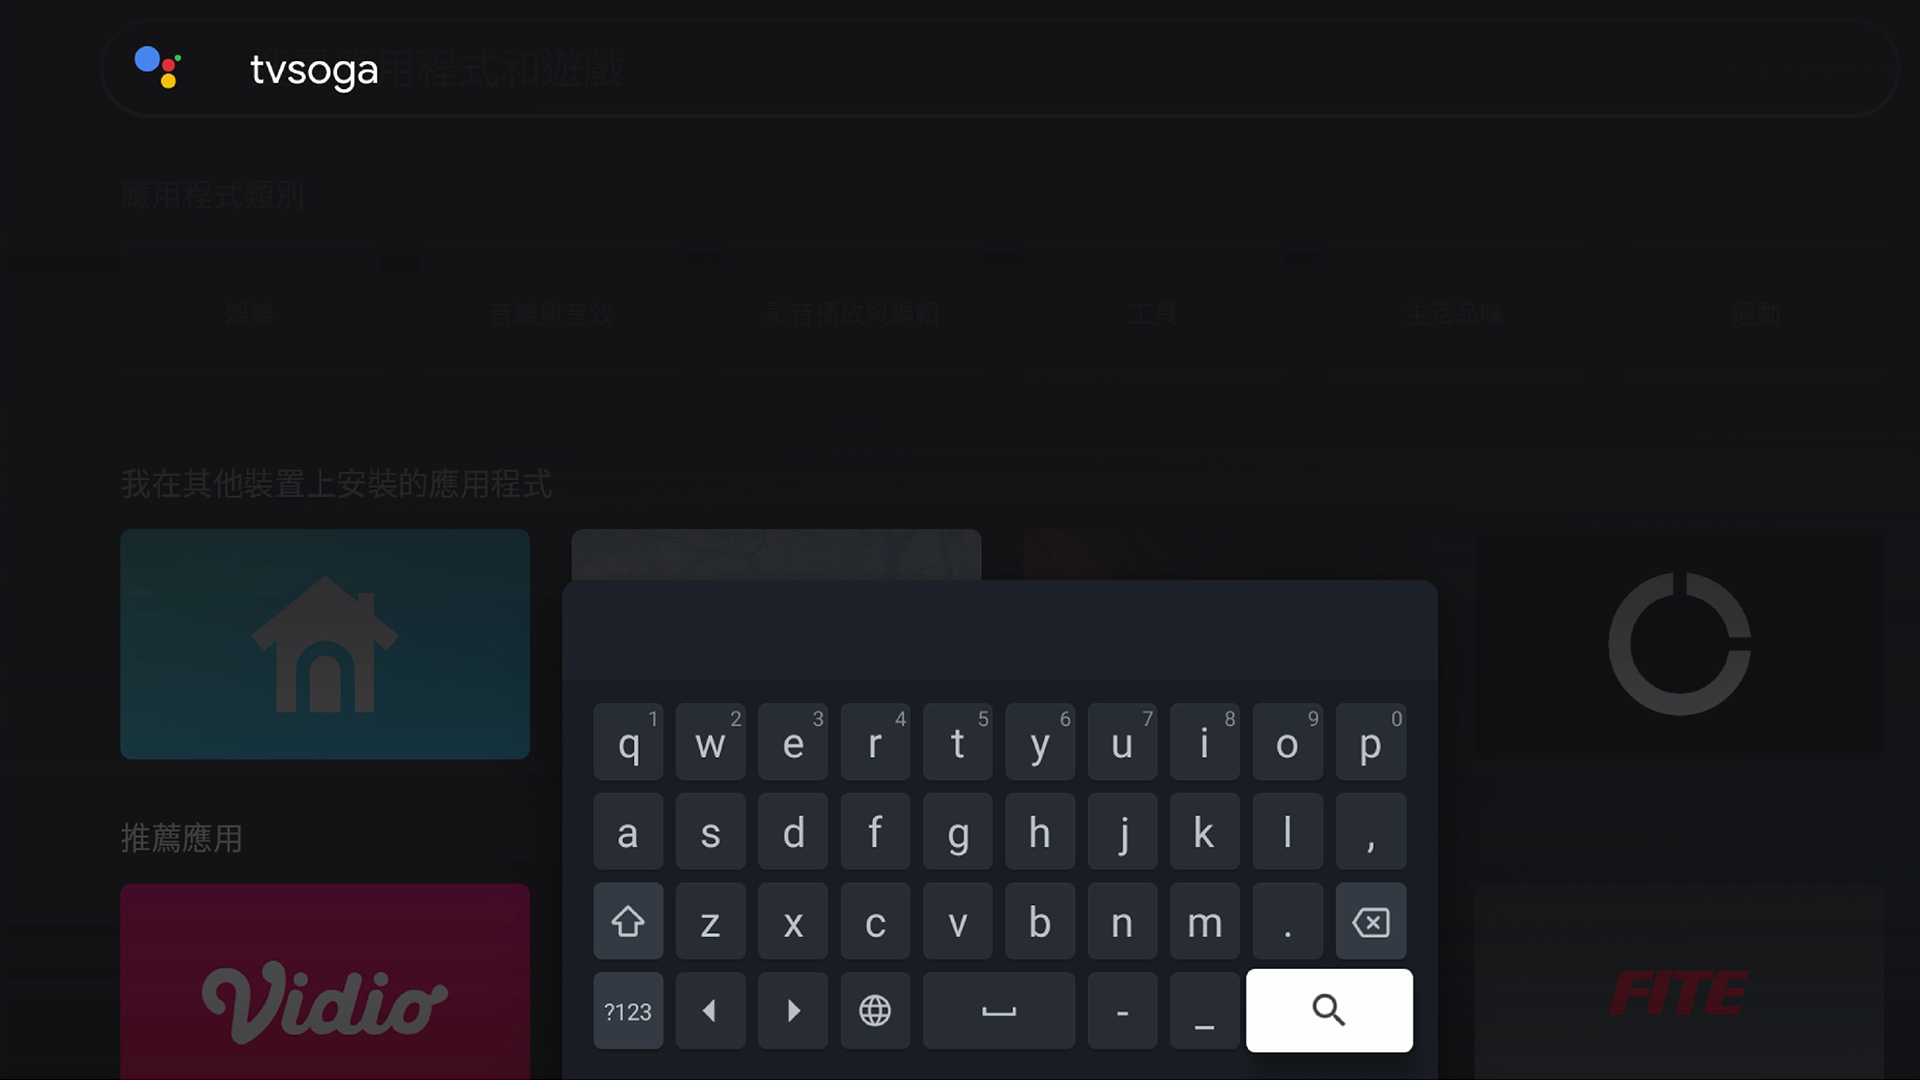 tvsoga
用程式和遊戲
應用程式類別
娛樂 音樂與音效 影音播放與編輯 工具 生活品味 運動
我在其他裝置上安裝的應用程式
推薦應用
Vidio
FITE
q 1 w 2 e 3 r 4 t 5 y 6 u 7 i 8 o 9 p 0
a s d f g h j k l ,
z x c v b n m .
?123 - _